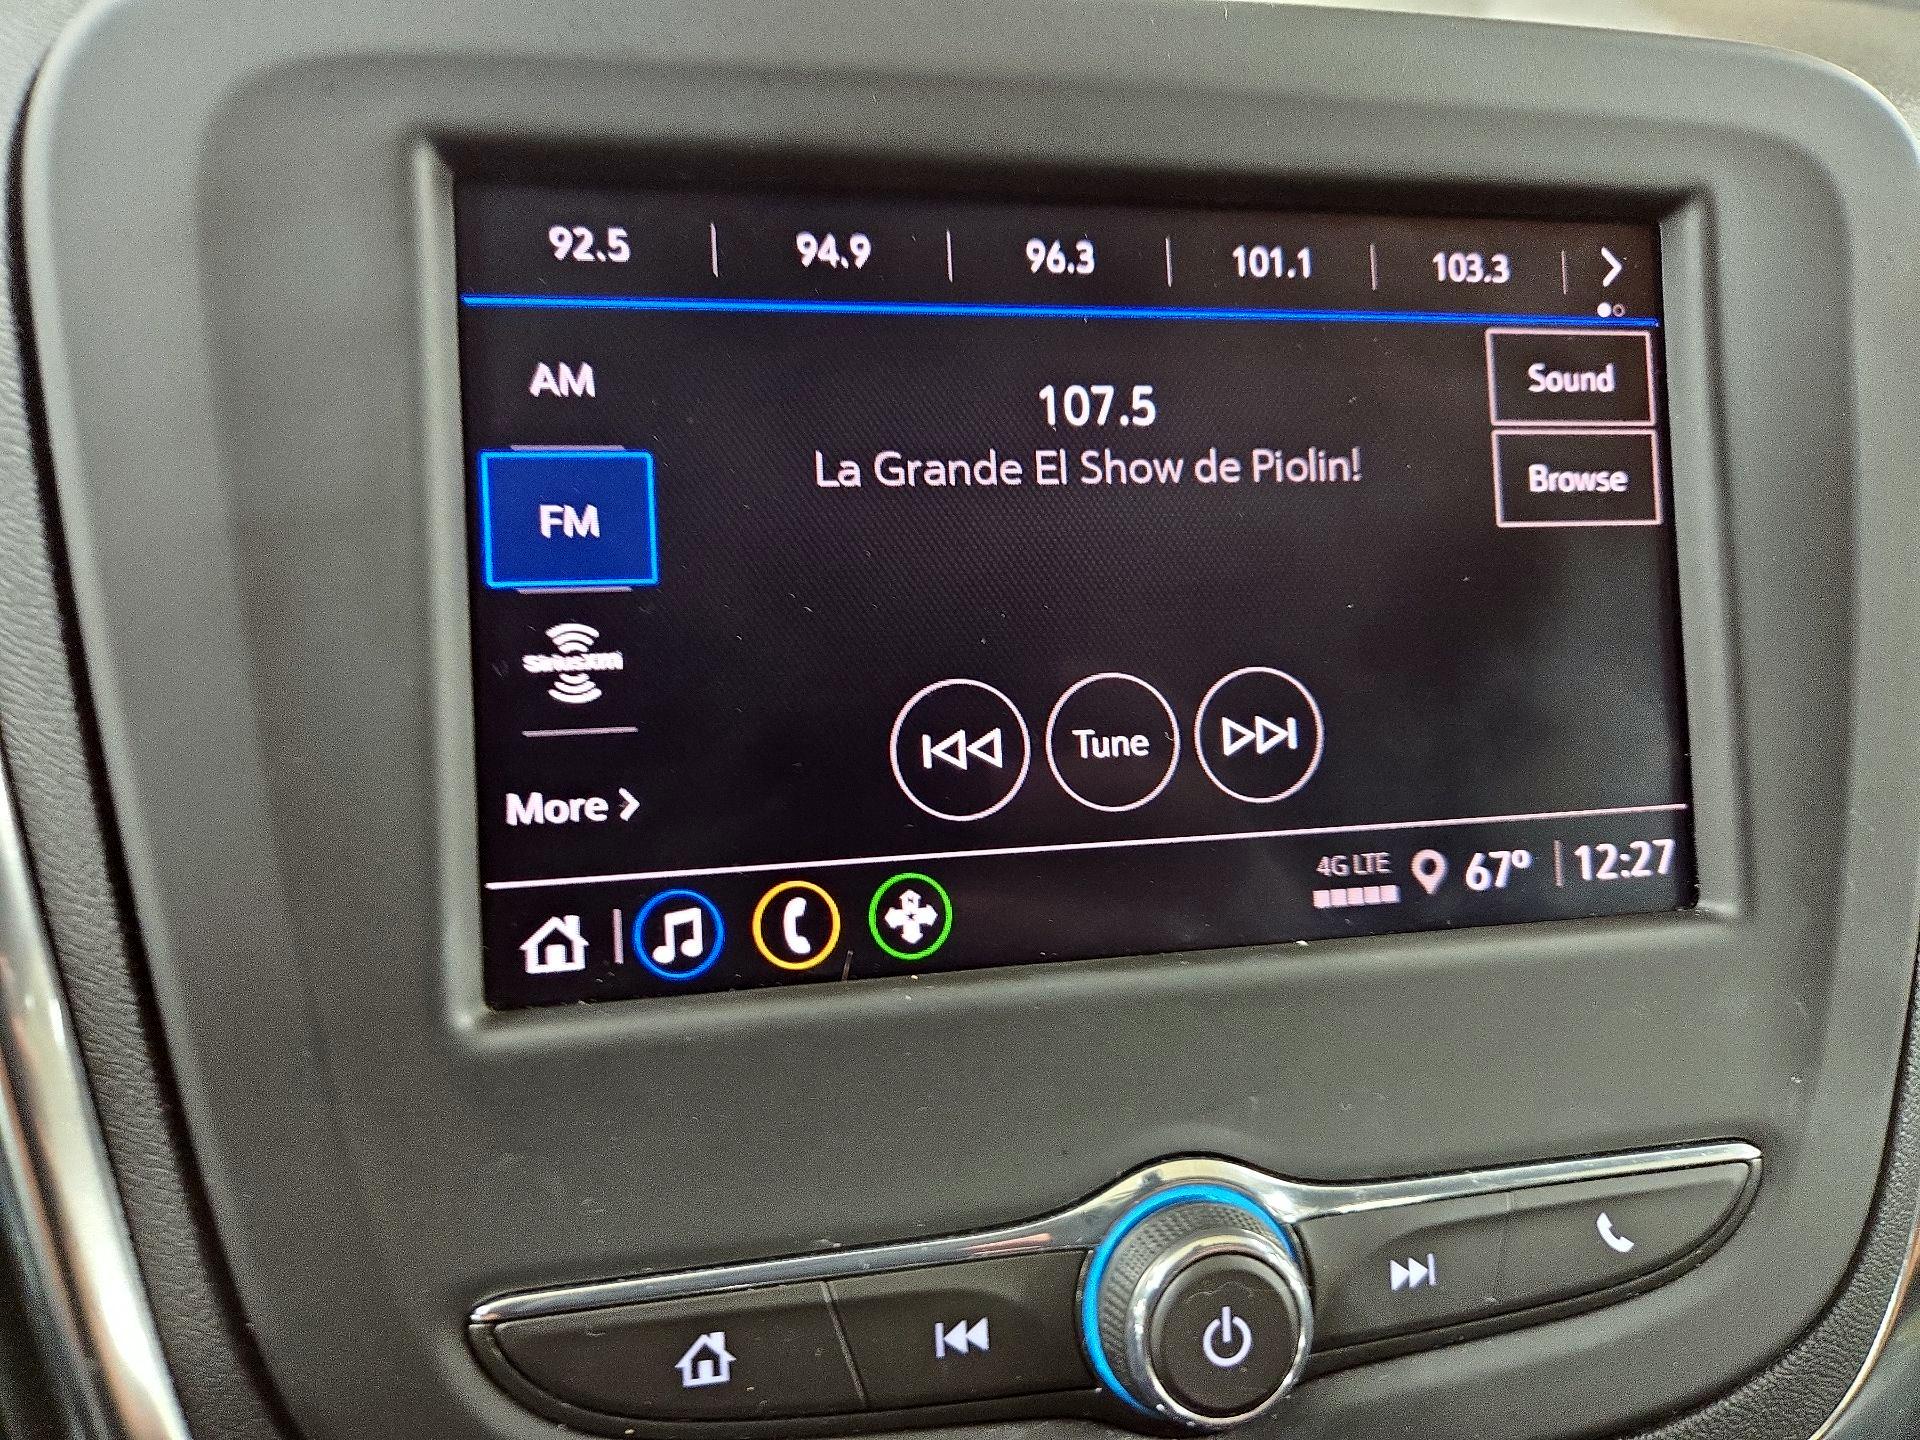 92.5 | 94.9 | 96.3 | 101.1 | 103.3
AM
107.5
Sound
La Grande El Show de Piolin!
Browse
FM
siriusxm
Tune
More
4G LTE
67° | 12:27
N